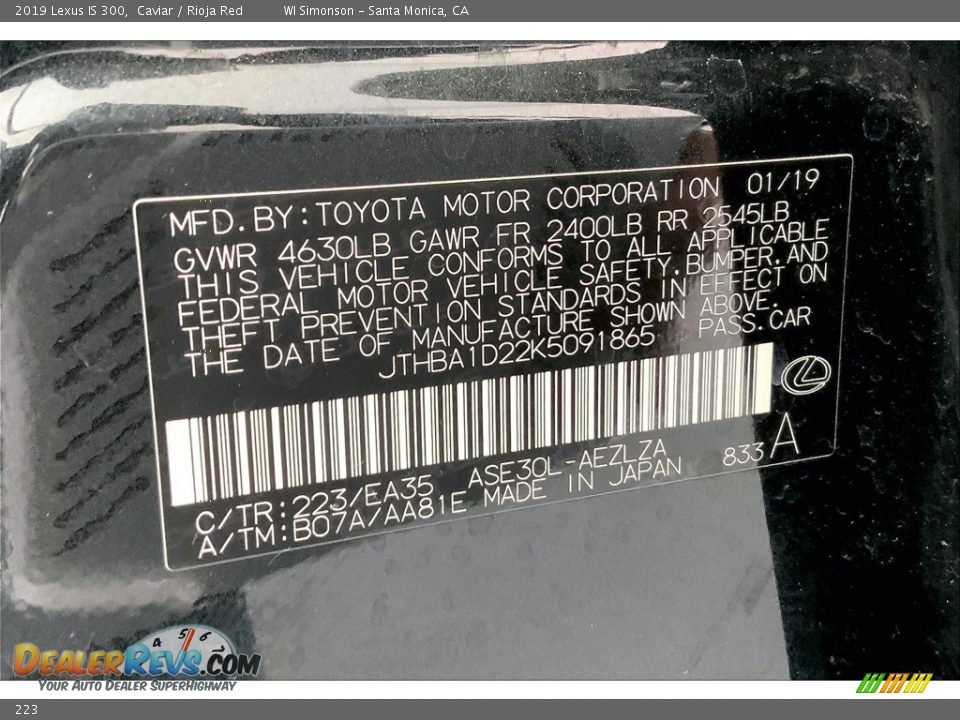 2019 Lexus IS 300, Caviar / Rioja Red WI Simonson - Santa Monica, CA
MFD. BY: TOYOTA MOTOR CORPORATION 01/19
GVWR 4630LB GAWR FR 2400LB RR 2545LB
THIS VEHICLE CONFORMS TO ALL APPLICABLE
FEDERAL MOTOR VEHICLE SAFETY, BUMPER, AND
THEFT PREVENTION STANDARDS IN EFFECT ON
THE DATE OF MANUFACTURE SHOWN ABOVE.
JTHBA1D22K5091865 PASS. CAR
C/TR: 223/EA35 ASE30L-AEZLZA 833 A
A/TM: B07A/AA81E MADE IN JAPAN
4 5 6
DEALERREVS.COM
YOUR AUTO DEALER SUPERHIGHWAY
223